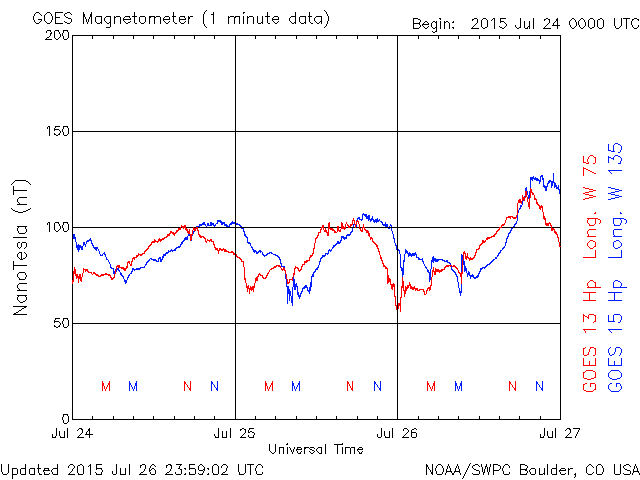 GOES Magnetometer (1 minute data)
Begin: 2015 Jul 24 0000 UTC
200
150
100
50
0
NanoTesla (nT)
M M N N M M N N M M N N
Jul 24 Jul 25 Jul 26 Jul 27
Universal Time
GOES 13 Hp Long. W 75
GOES 15 Hp Long. W 135
Updated 2015 Jul 26 23:59:02 UTC
NOAA/SWPC Boulder, CO USA